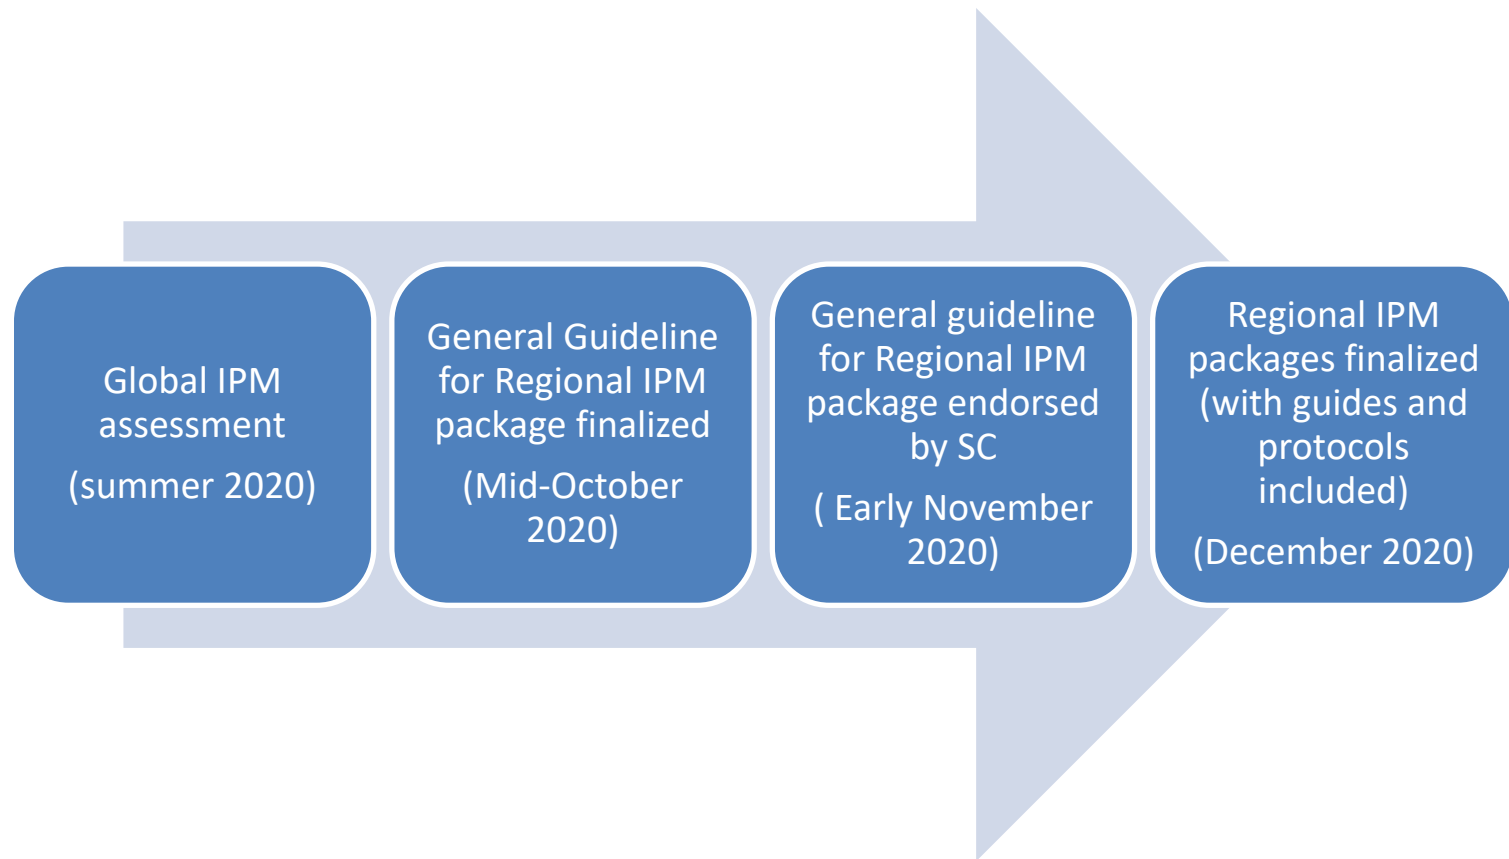 Global IPM
assessment
(summer 2020)
General Guideline
for Regional IPM
package finalized
(Mid-October
2020)
General guideline
for Regional IPM
package endorsed
by SC
( Early November
2020)
Regional IPM
packages finalized
(with guides and
protocols
included)
(December 2020)